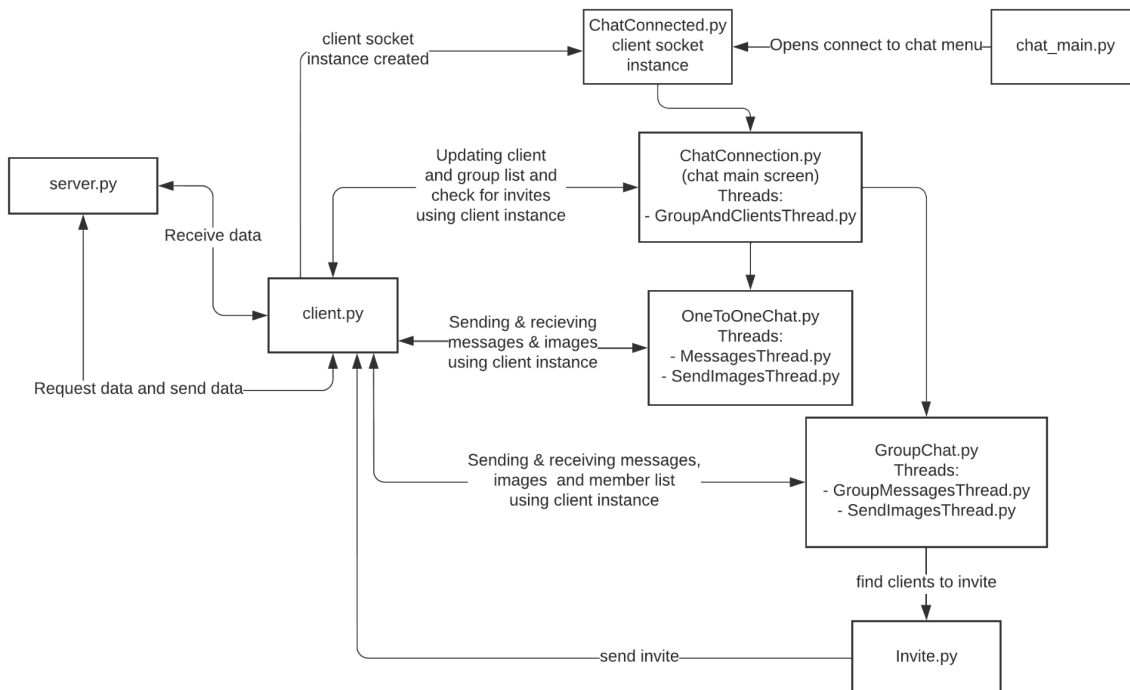 ChatConnected.py
client socket
instance
Opens connect to chat menu
chat_main.py
client socket
instance created
server.py
Receive data
Updating client
and group list and
check for invites
using client instance
ChatConnection.py
(chat main screen)
Threads:
- GroupAndClientsThread.py
client.py
Sending & recieving
messages & images
using client instance
OneToOneChat.py
Threads:
- MessagesThread.py
- SendImagesThread.py
Request data and send data
Sending & receiving messages,
images and member list
using client instance
GroupChat.py
Threads:
- GroupMessagesThread.py
- SendImagesThread.py
find clients to invite
send invite
Invite.py